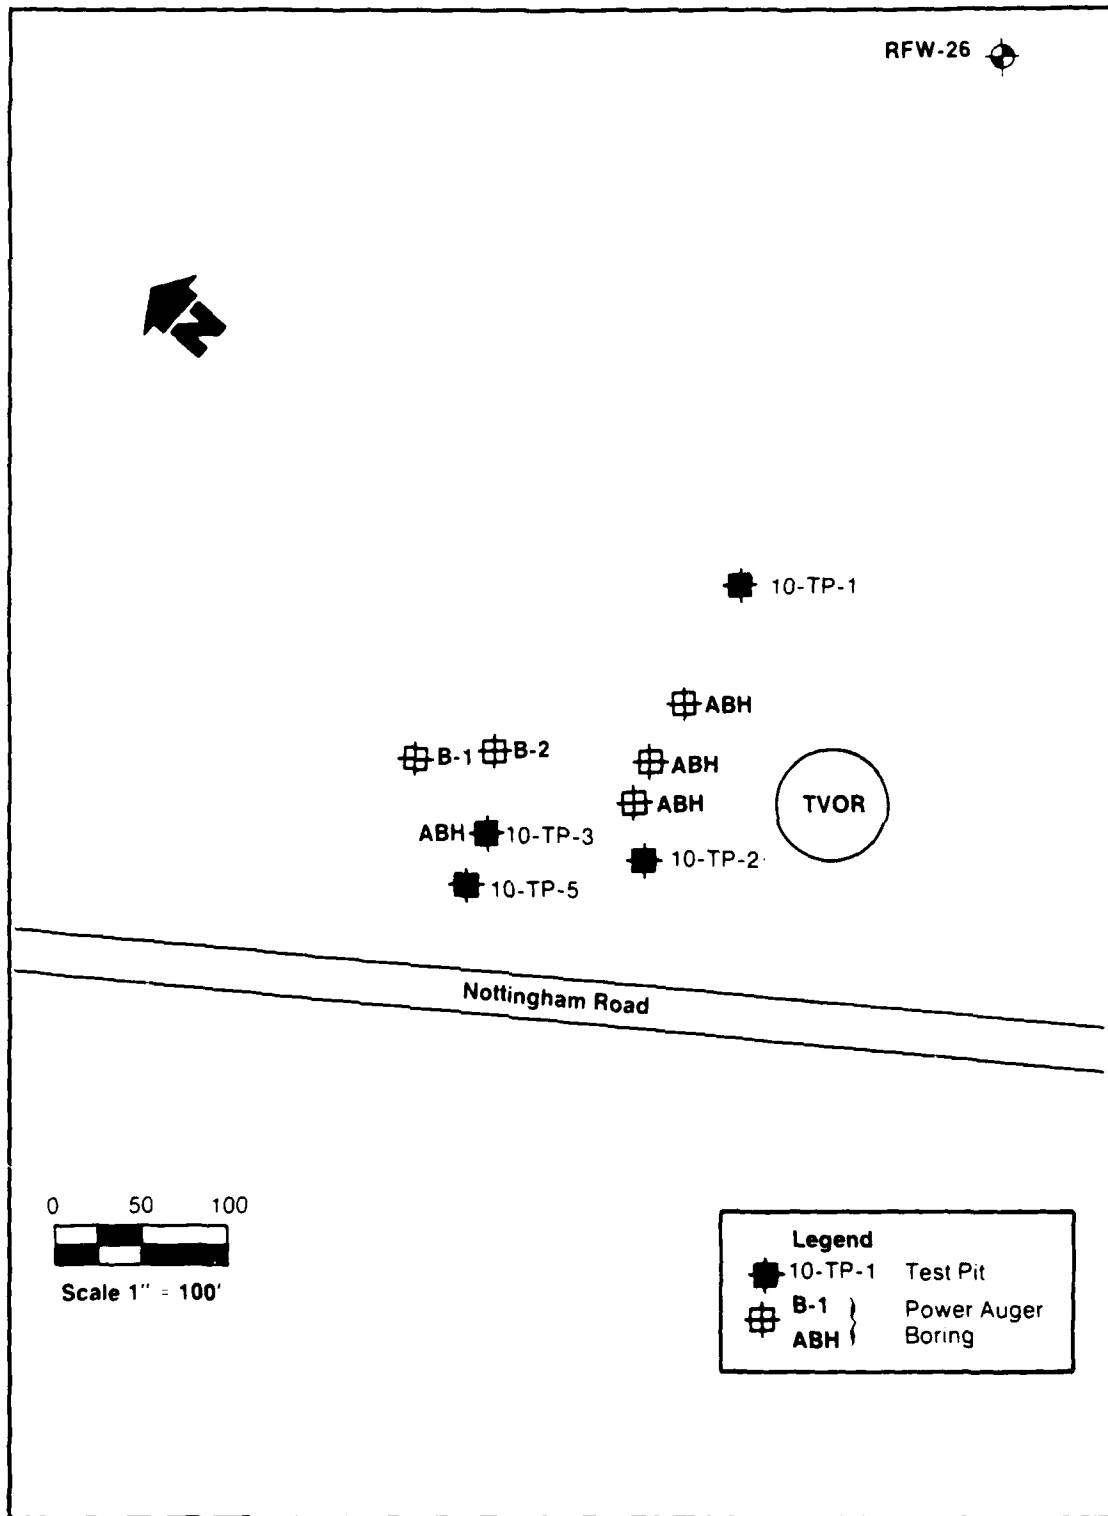 RFW-26
N
10-TP-1
ABH
B-1
B-2
ABH
ABH
TVOR
ABH
10-TP-3
10-TP-2
10-TP-5
Nottingham Road
0 50 100
Scale 1" = 100'
Legend
10-TP-1 Test Pit
B-1
ABH
Power Auger
Boring